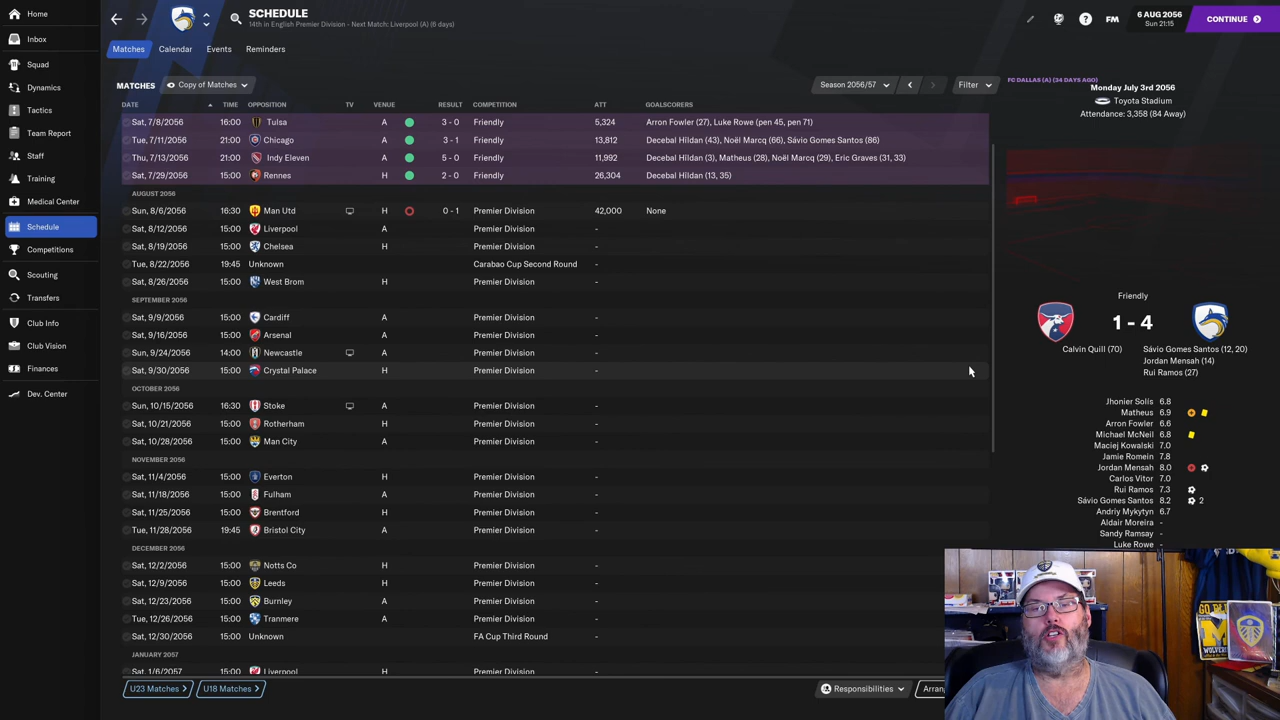 Home
SCHEDULE
14th in English Premier Division - Next Match: Liverpool (A) (6 days)
FM
6 AUG 2056
Sun 21:15
CONTINUE
Inbox
Squad
Dynamics
Tactics
Team Report
Staff
Training
Medical Center
Schedule
Competitions
Scouting
Transfers
Club Info
Club Vision
Finances
Dev. Center
Matches Calendar Events Reminders
MATCHES Copy of Matches Season 2056/57 Filter
DATE TIME OPPOSITION TV VENUE RESULT COMPETITION ATT GOALSCORERS
Sat, 7/8/2056 16:00 Tulsa A 3 - 0 Friendly 5,324 Arron Fowler (27), Luke Rowe (pen 45, pen 71)
Tue, 7/11/2056 21:00 Chicago A 3 - 1 Friendly 13,812 Decebal Hîldan (43), Noël Marcq (66), Sávio Gomes Santos (86)
Thu, 7/13/2056 21:00 Indy Eleven A 5 - 0 Friendly 11,992 Decebal Hîldan (3), Matheus (28), Noël Marcq (29), Eric Graves (31, 33)
Sat, 7/29/2056 15:00 Rennes H 2 - 0 Friendly 26,304 Decebal Hîldan (13, 35)
AUGUST 2056
Sun, 8/6/2056 16:30 Man Utd H 0 - 1 Premier Division 42,000 None
Sat, 8/12/2056 15:00 Liverpool A Premier Division -
Sat, 8/19/2056 15:00 Chelsea H Premier Division -
Tue, 8/22/2056 19:45 Unknown Carabao Cup Second Round -
Sat, 8/26/2056 15:00 West Brom H Premier Division -
SEPTEMBER 2056
Sat, 9/9/2056 15:00 Cardiff A Premier Division -
Sat, 9/16/2056 15:00 Arsenal A Premier Division -
Sun, 9/24/2056 14:00 Newcastle A Premier Division -
Sat, 9/30/2056 15:00 Crystal Palace H Premier Division -
OCTOBER 2056
Sun, 10/15/2056 16:30 Stoke A Premier Division -
Sat, 10/21/2056 15:00 Rotherham H Premier Division -
Sat, 10/28/2056 15:00 Man City A Premier Division -
NOVEMBER 2056
Sat, 11/4/2056 15:00 Everton H Premier Division -
Sat, 11/18/2056 15:00 Fulham A Premier Division -
Sat, 11/25/2056 15:00 Brentford H Premier Division -
Tue, 11/28/2056 19:45 Bristol City A Premier Division -
DECEMBER 2056
Sat, 12/2/2056 15:00 Notts Co H Premier Division -
Sat, 12/9/2056 15:00 Leeds H Premier Division -
Sat, 12/23/2056 15:00 Burnley A Premier Division -
Tue, 12/26/2056 15:00 Tranmere A Premier Division -
Sat, 12/30/2056 15:00 Unknown FA Cup Third Round -
JANUARY 2057
Sat, 1/6/2057 15:00 Liverpool H Premier Division -
U23 Matches U18 Matches Responsibilities Arran
FC DALLAS (A) (34 DAYS AGO)
Monday July 3rd 2056
Toyota Stadium
Attendance: 3,358 (84 Away)
Friendly
1 - 4
Calvin Quill (70) Sávio Gomes Santos (12, 20)
Jordan Mensah (14)
Rui Ramos (27)
Jhonier Solís 6.8
Matheus 6.9
Arron Fowler 6.6
Michael McNeil 6.8
Maciej Kowalski 7.0
Jamie Romein 7.8
Jordan Mensah 8.0
Carlos Vitor 7.0
Rui Ramos 7.3
Sávio Gomes Santos 8.2 2
Andriy Mykytyn 6.7
Aldair Moreira -
Sandy Ramsay -
Luke Rowe -
GO BLUE
M